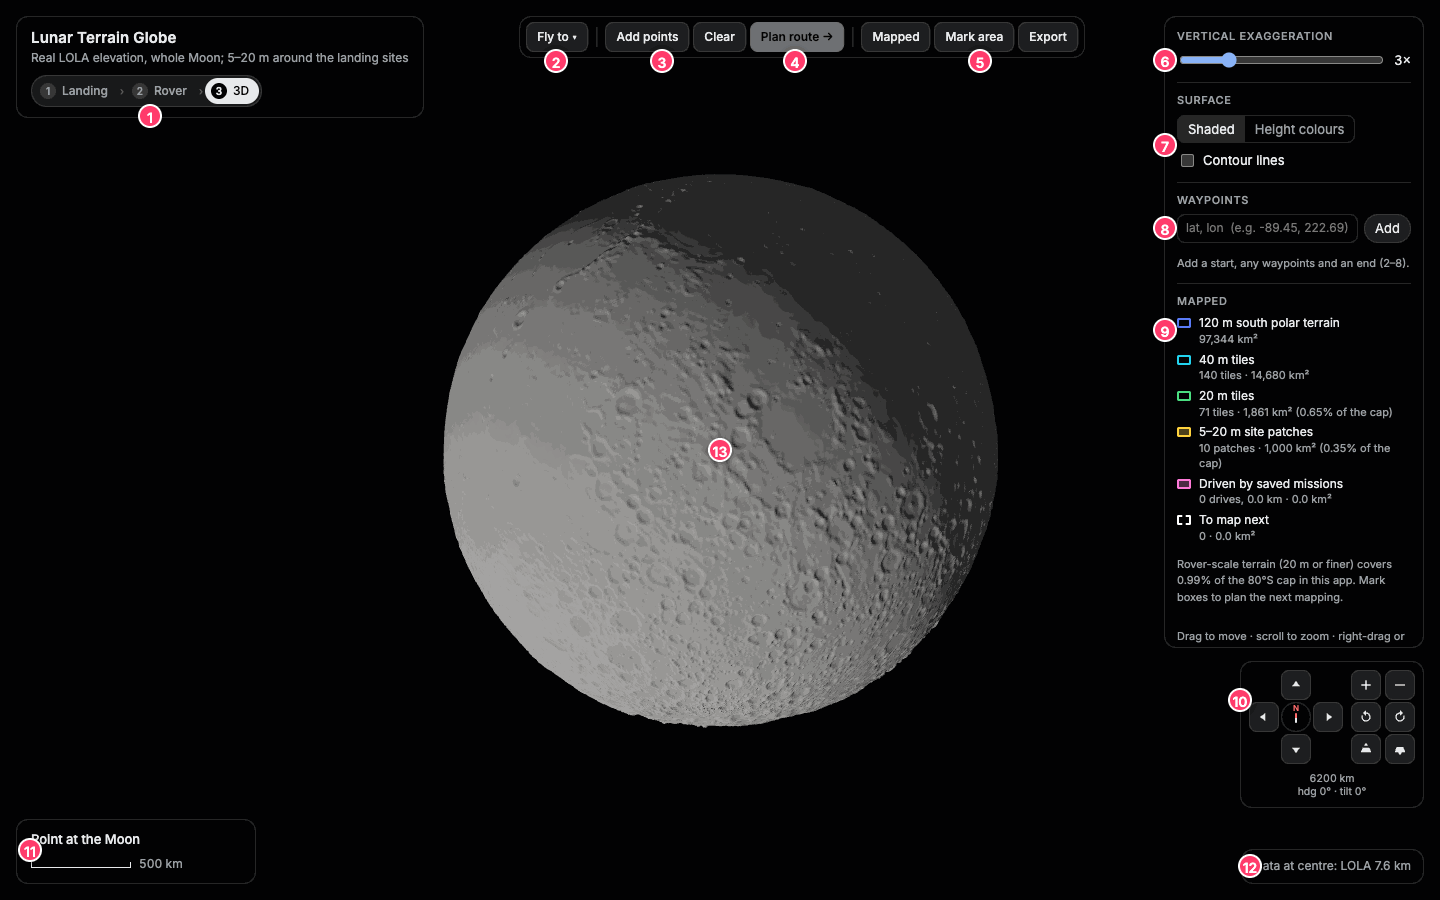 Lunar Terrain Globe
Real LOLA elevation, whole Moon; 5–20 m around the landing sites
1 Landing › 2 Rover › 3 3D
1
Fly to ▾
Add points
Clear
Plan route →
Mapped
Mark area
Export
2
3
4
5
VERTICAL EXAGGERATION
6
3×
SURFACE
Shaded
Height colours
7
Contour lines
WAYPOINTS
8
lat, lon (e.g. -89.45, 222.69)
Add
Add a start, any waypoints and an end (2–8).
MAPPED
9
120 m south polar terrain
97,344 km²
40 m tiles
140 tiles · 14,680 km²
20 m tiles
71 tiles · 1,861 km² (0.65% of the cap)
5–20 m site patches
10 patches · 1,000 km² (0.35% of the
cap)
Driven by saved missions
0 drives, 0.0 km · 0.0 km²
To map next
0 · 0.0 km²
Rover-scale terrain (20 m or finer) covers
0.99% of the 80°S cap in this app. Mark
boxes to plan the next mapping.
Drag to move · scroll to zoom · right-drag or
13
10
N
6200 km
hdg 0° · tilt 0°
Point at the Moon
11
500 km
12
ata at centre: LOLA 7.6 km